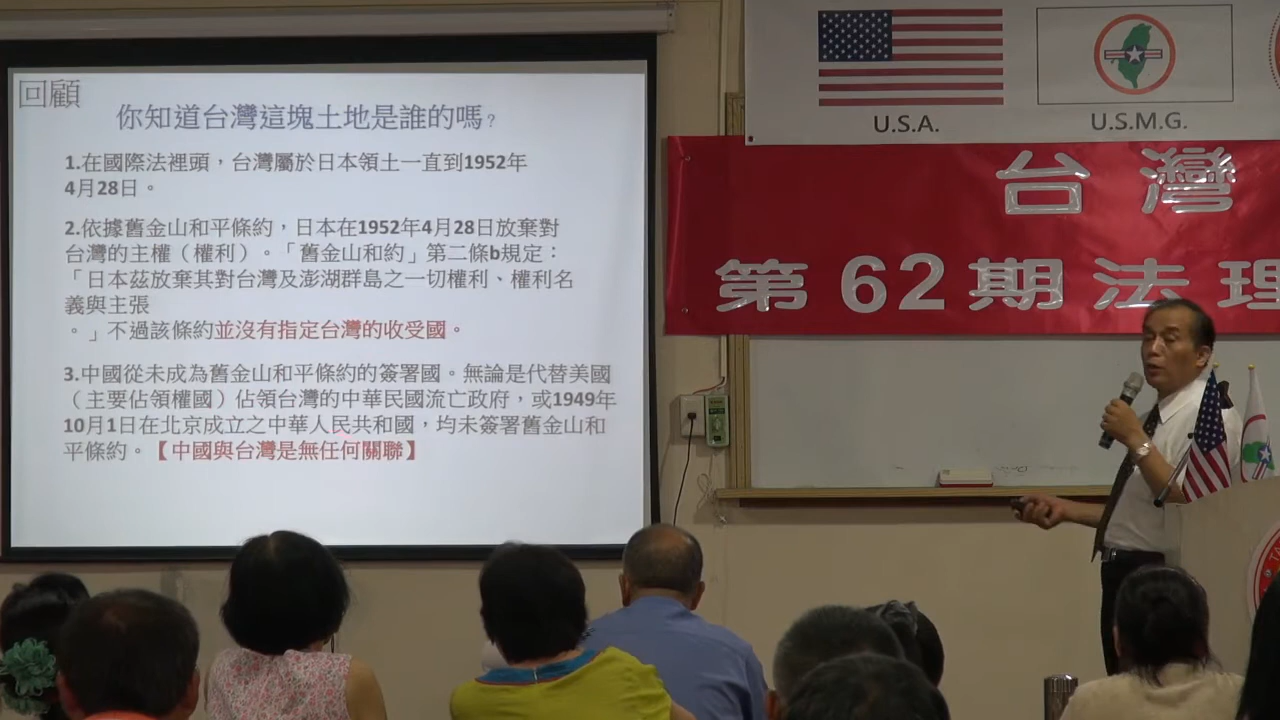 回顧
你知道台灣這塊土地是誰的嗎?
1.在國際法裡頭，台灣屬於日本領土一直到1952年
4月28日。
2.依據舊金山和平條約，日本在1952年4月28日放棄對
台灣的主權（權利）。「舊金山和約」第二條b規定：
「日本茲放棄其對台灣及澎湖群島之一切權利、權利名
義與主張
。」不過該條約並沒有指定台灣的收受國。
3.中國從未成為舊金山和平條約的簽署國。無論是代替美國
（主要佔領權國）佔領台灣的中華民國流亡政府，或1949年
10月1日在北京成立之中華人民共和國，均未簽署舊金山和
平條約。【中國與台灣是無任何關聯】
U.S.A.
U.S.M.G.
台灣
第62期法理